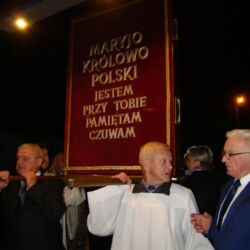 MARYJO
KRÓLOWO
POLSKI
JESTEM
PRZY TOBIE
PAMIĘTAM
CZUWAM